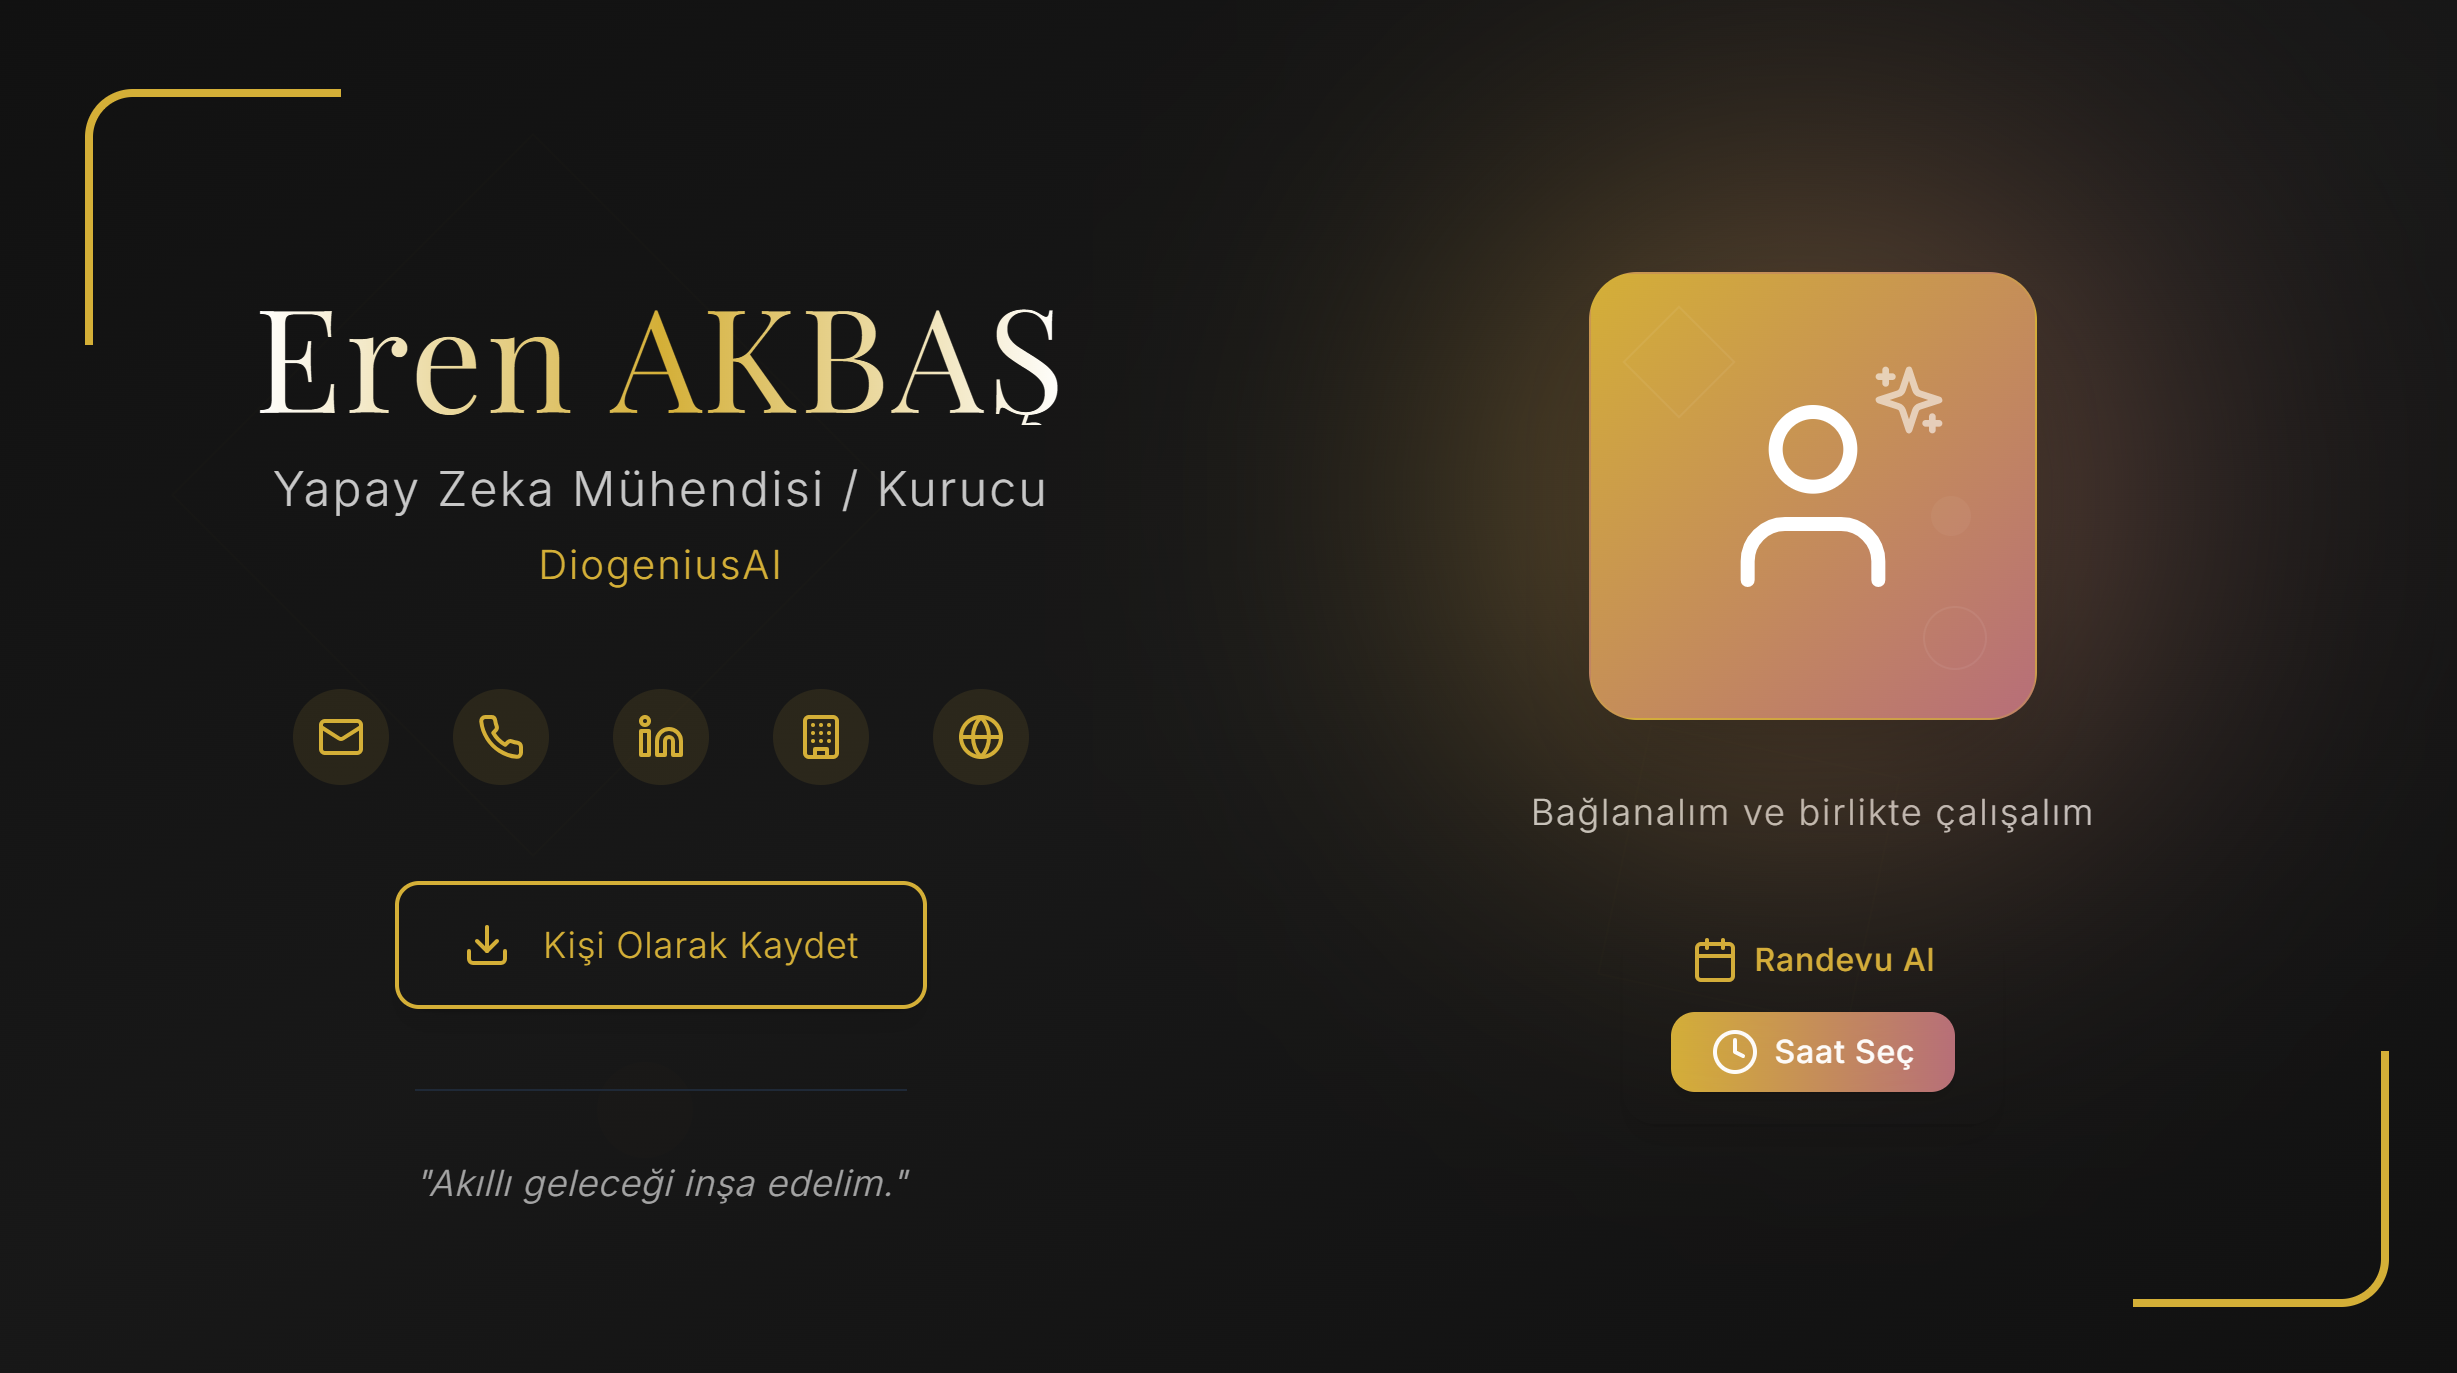 Eren AKBAŞ
Yapay Zeka Mühendisi / Kurucu
DiogeniusAI
Kişi Olarak Kaydet
"Akıllı geleceği inşa edelim."
Bağlanalım ve birlikte çalışalım
Randevu Al
Saat Seç